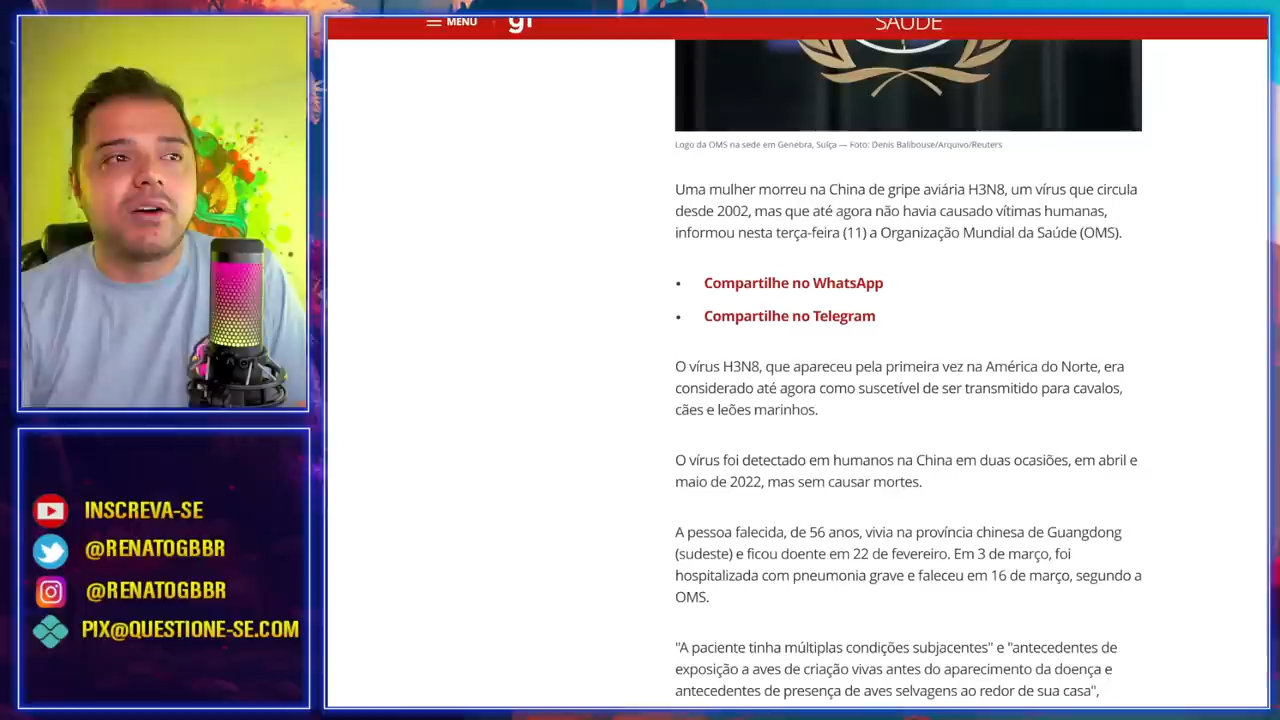 MENU
g1
SAÚDE
Logo da OMS na sede em Genebra, Suíça — Foto: Denis Balibouse/Arquivo/Reuters
Uma mulher morreu na China de gripe aviária H3N8, um vírus que circula
desde 2002, mas que até agora não havia causado vítimas humanas,
informou nesta terça-feira (11) a Organização Mundial da Saúde (OMS).
• Compartilhe no WhatsApp
• Compartilhe no Telegram
O vírus H3N8, que apareceu pela primeira vez na América do Norte, era
considerado até agora como suscetível de ser transmitido para cavalos,
cães e leões marinhos.
O vírus foi detectado em humanos na China em duas ocasiões, em abril e
maio de 2022, mas sem causar mortes.
A pessoa falecida, de 56 anos, vivia na província chinesa de Guangdong
(sudeste) e ficou doente em 22 de fevereiro. Em 3 de março, foi
hospitalizada com pneumonia grave e faleceu em 16 de março, segundo a
OMS.
"A paciente tinha múltiplas condições subjacentes" e "antecedentes de
exposição a aves de criação vivas antes do aparecimento da doença e
antecedentes de presença de aves selvagens ao redor de sua casa",
INSCREVA-SE
@RENATOGBBR
@RENATOGBBR
PIX@QUESTIONE-SE.COM